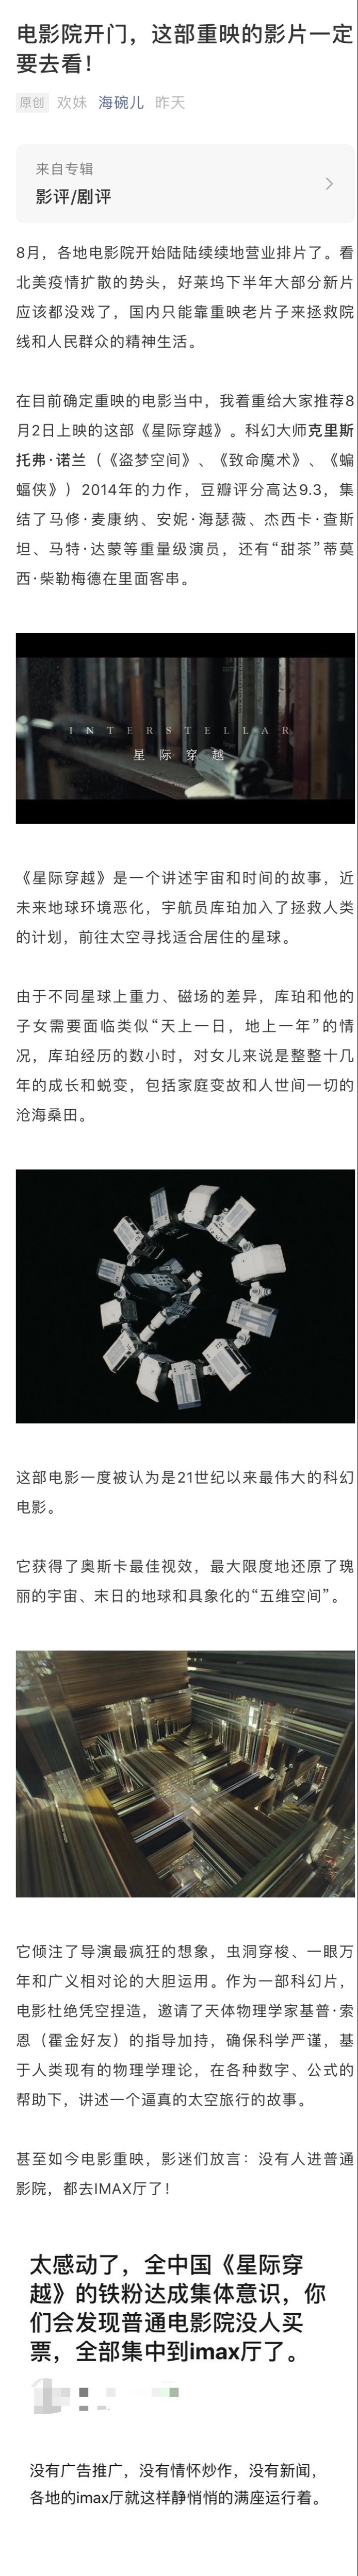 电影院开门，这部重映的影片一定
要去看！
原创 欢妹 海碗儿 昨天
来自专辑
影评/剧评
8月，各地电影院开始陆陆续续地营业排片了。看
北美疫情扩散的势头，好莱坞下半年大部分新片
应该都没戏了，国内只能靠重映老片子来拯救院
线和人民群众的精神生活。
在目前确定重映的电影当中，我着重给大家推荐8
月2日上映的这部《星际穿越》。科幻大师克里斯
托弗·诺兰（《盗梦空间》、《致命魔术》、《蝙
蝠侠》）2014年的力作，豆瓣评分高达9.3，集
结了马修·麦康纳、安妮·海瑟薇、杰西卡·查斯
坦、马特·达蒙等重量级演员，还有“甜茶”蒂莫
西·柴勒梅德在里面客串。
INTERSTELLAR
星际穿越
《星际穿越》是一个讲述宇宙和时间的故事，近
未来地球环境恶化，宇航员库珀加入了拯救人类
的计划，前往太空寻找适合居住的星球。
由于不同星球上重力、磁场的差异，库珀和他的
子女需要面临类似“天上一日，地上一年”的情
况，库珀经历的数小时，对女儿来说是整整十几
年的成长和蜕变，包括家庭变故和人世间一切的
沧海桑田。
这部电影一度被认为是21世纪以来最伟大的科幻
电影。
它获得了奥斯卡最佳视效，最大限度地还原了瑰
丽的宇宙、末日的地球和具象化的“五维空间”。
它倾注了导演最疯狂的想象，虫洞穿梭、一眼万
年和广义相对论的大胆运用。作为一部科幻片，
电影杜绝凭空捏造，邀请了天体物理学家基普·索
恩（霍金好友）的指导加持，确保科学严谨，基
于人类现有的物理学理论，在各种数字、公式的
帮助下，讲述一个逼真的太空旅行的故事。
甚至如今电影重映，影迷们放言：没有人进普通
影院，都去IMAX厅了！
太感动了，全中国《星际穿
越》的铁粉达成集体意识，你
们会发现普通电影院没人买
票，全部集中到imax厅了。
没有广告推广，没有情怀炒作，没有新闻，
各地的imax厅就这样静悄悄的满座运行着。